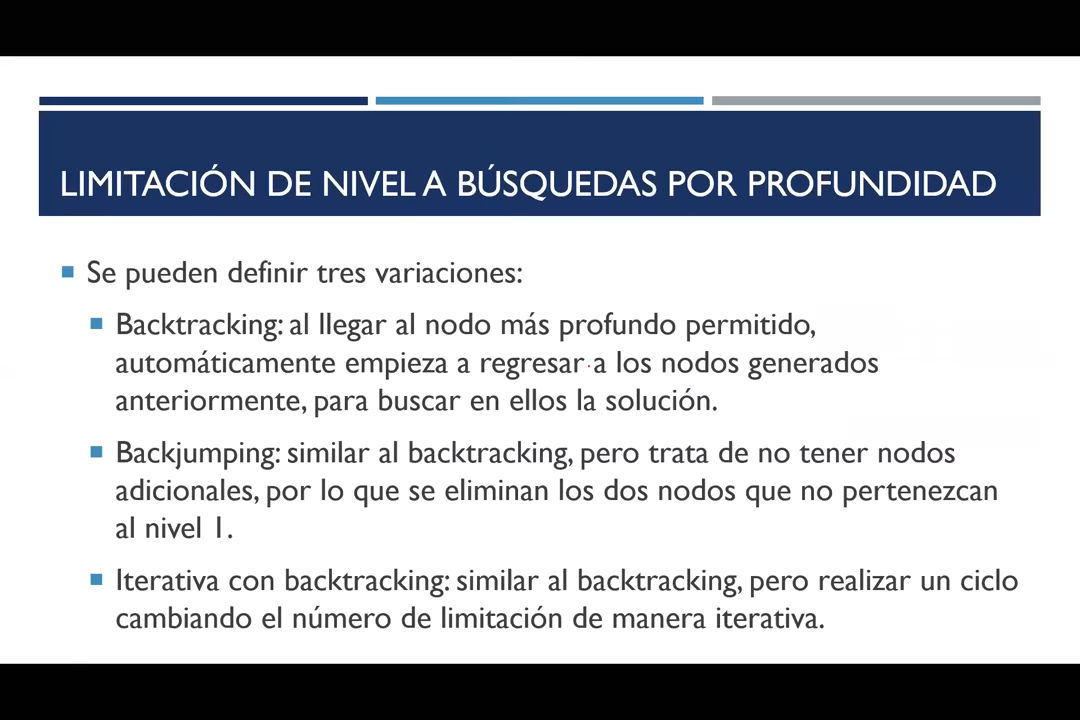 LIMITACIÓN DE NIVEL A BÚSQUEDAS POR PROFUNDIDAD
Se pueden definir tres variaciones:
Backtracking: al llegar al nodo más profundo permitido,
automáticamente empieza a regresar a los nodos generados
anteriormente, para buscar en ellos la solución.
Backjumping: similar al backtracking, pero trata de no tener nodos
adicionales, por lo que se eliminan los dos nodos que no pertenezcan
al nivel 1.
Iterativa con backtracking: similar al backtracking, pero realizar un ciclo
cambiando el número de limitación de manera iterativa.